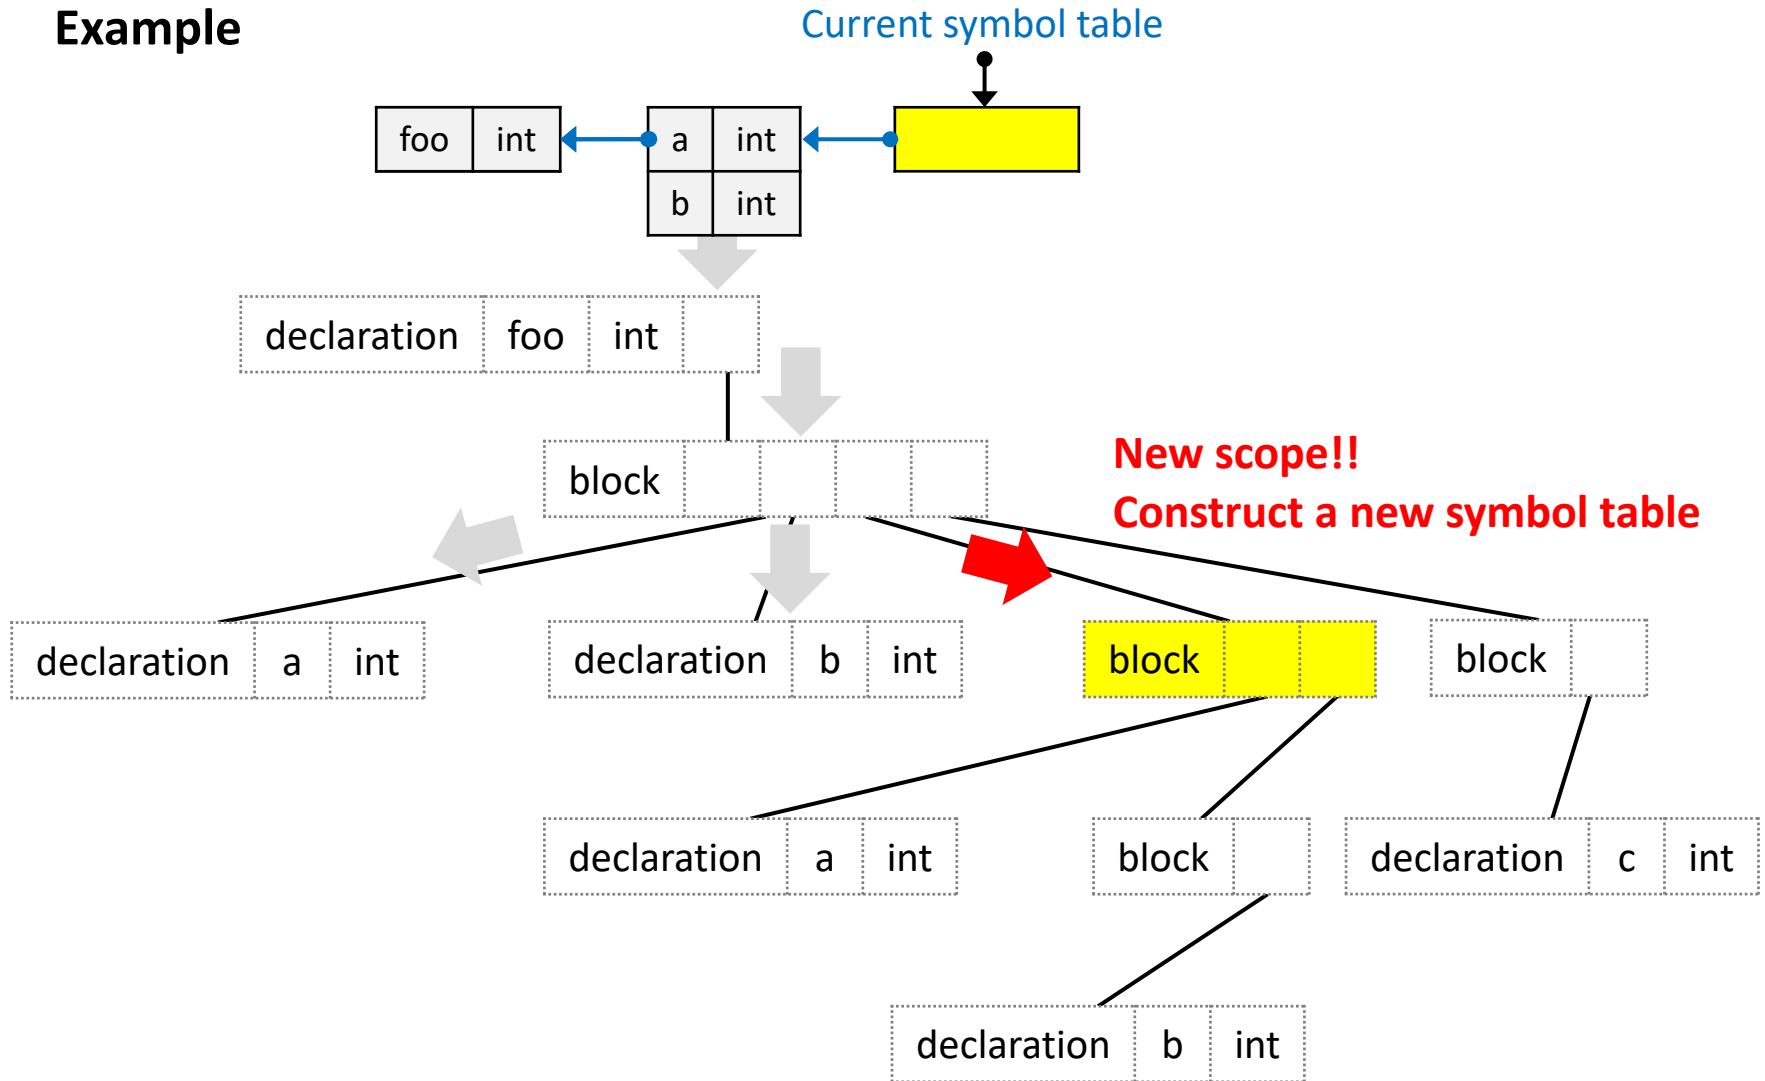 Example
Current symbol table
foo int a int
b int
declaration foo int
block
New scope!!
Construct a new symbol table
declaration a int
declaration b int
block
block
declaration a int
block
declaration c int
declaration b int